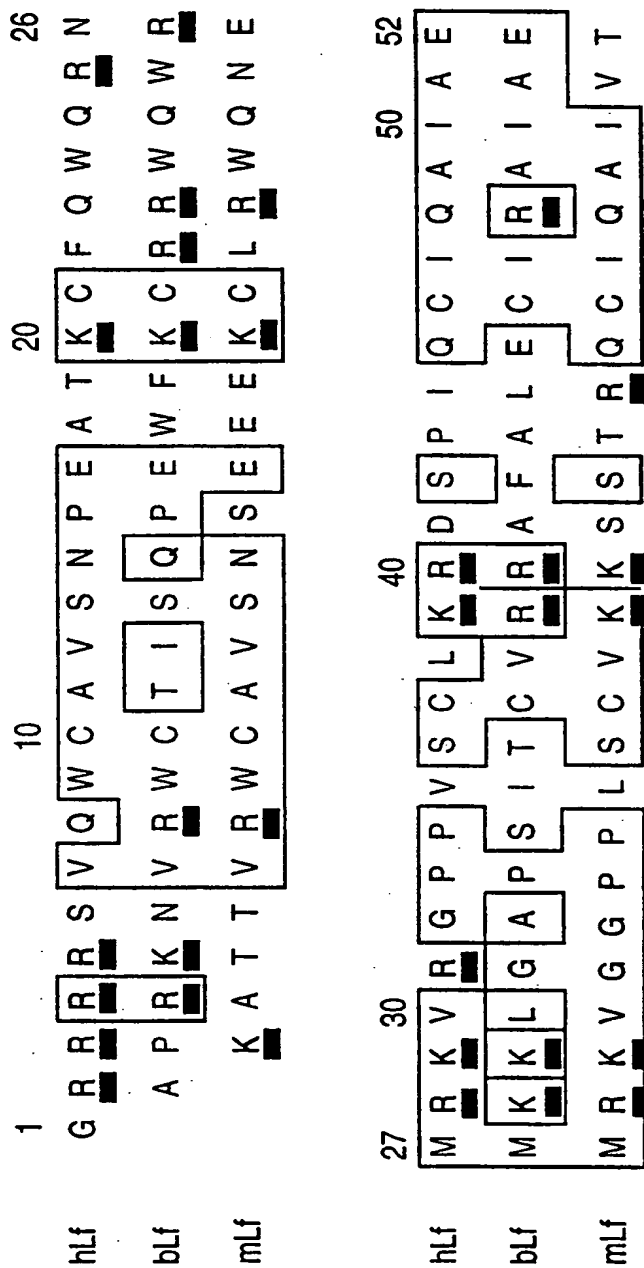 1 10 20 26
hLf G R R R R S V Q W C A V S N P E A T K C F Q W Q R N
bLf A P R K N V R W C T I S Q P E W F K C R R W Q W R
mLf K A T T V R W C A V S N S E E E K C L R W Q N E
27 30 40 50 52
hLf M R K V R G P P V S C L K R D S P I Q C I Q A I A E
bLf M K K L G A P S I T C V R R A F A L E C I R A I A E
mLf M R K V G G P P L S C V K K S S T R Q C I Q A I V T